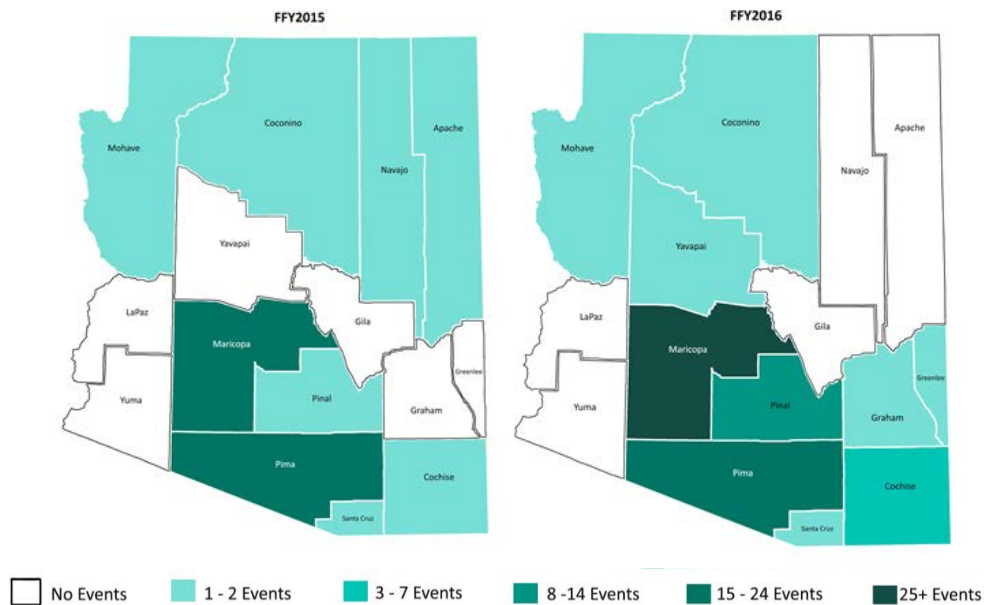 FFY2015
Coconino
Mohave
Apache
Navajo
Yavapai
LaPaz
Gila
Maricopa
Greenlee
Yuma
Pinal
Graham
Pima
Cochise
Santa Cruz
FFY2016
Coconino
Apache
Mohave
Navajo
Yavapai
LaPaz
Gila
Maricopa
Greenlee
Yuma
Pinal
Graham
Pima
Cochise
Santa Cruz
No Events
1 - 2 Events
3 - 7 Events
8 -14 Events
15 - 24 Events
25+ Events